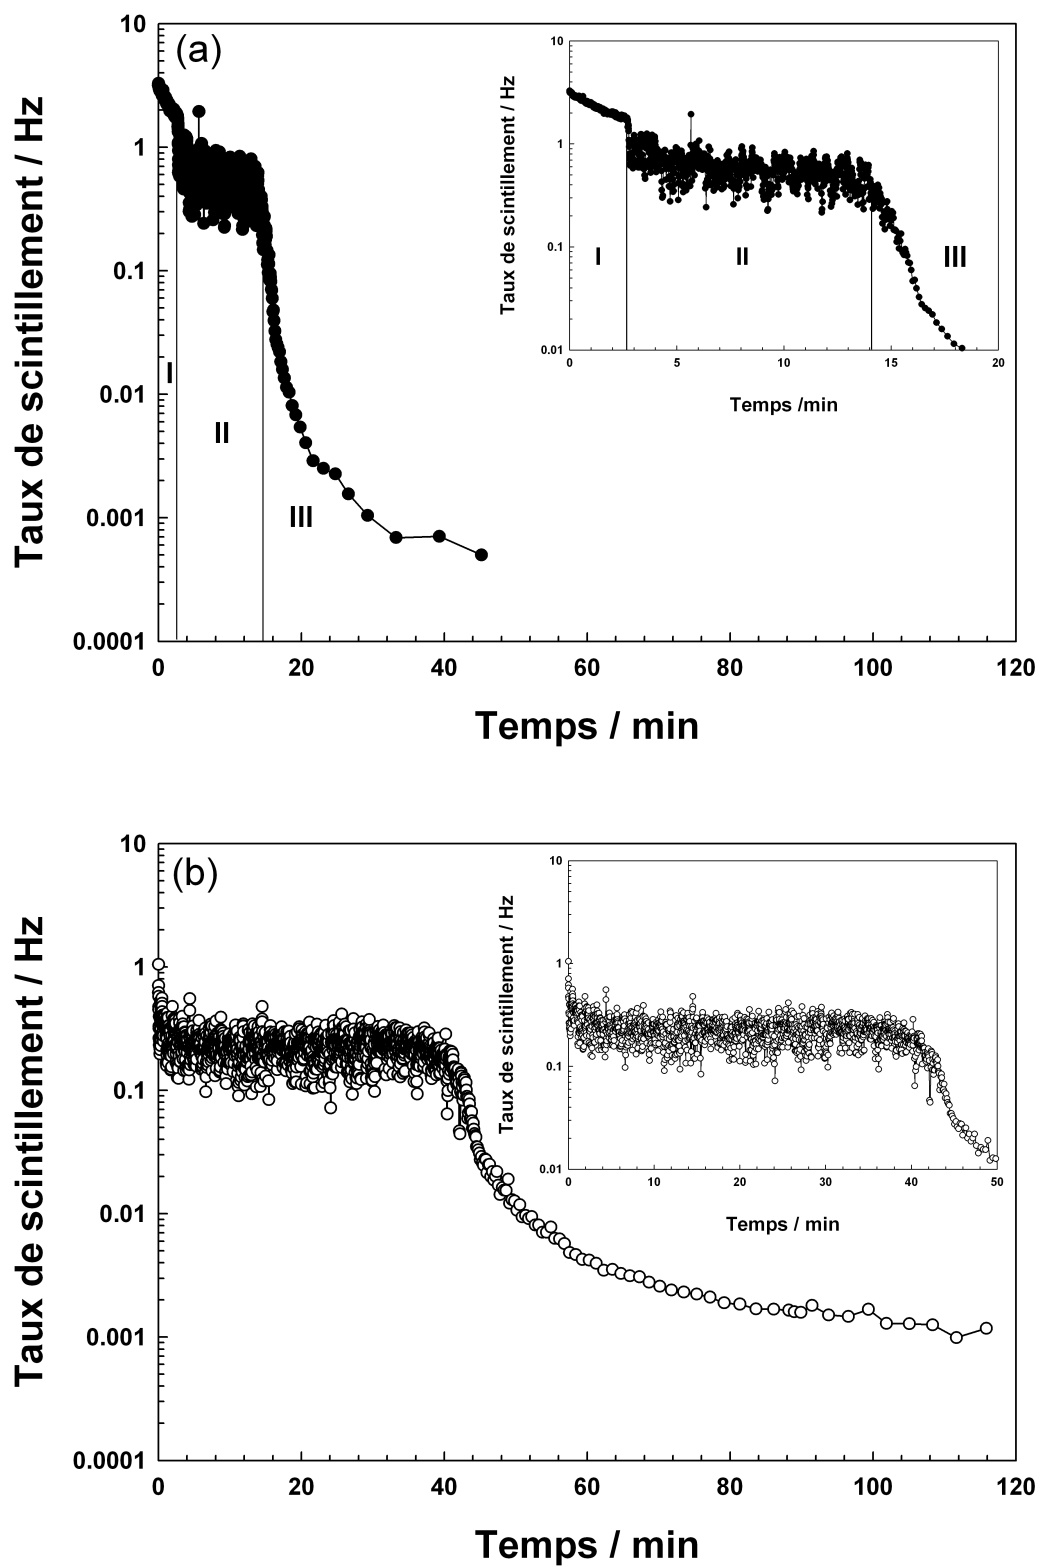 (a)
Taux de scintillement / Hz
10
1
0.1
0.01
0.001
0.0001
0 20 40 60 80 100 120
Temps / min
I
II
III
Taux de scintillement / Hz
10
1
0.1
0.01
0 5 10 15 20
Temps /min
I
II
III
(b)
Taux de scintillement / Hz
10
1
0.1
0.01
0.001
0.0001
0 20 40 60 80 100 120
Temps / min
Taux de scintillement / Hz
10
1
0.1
0.01
0 10 20 30 40 50
Temps / min